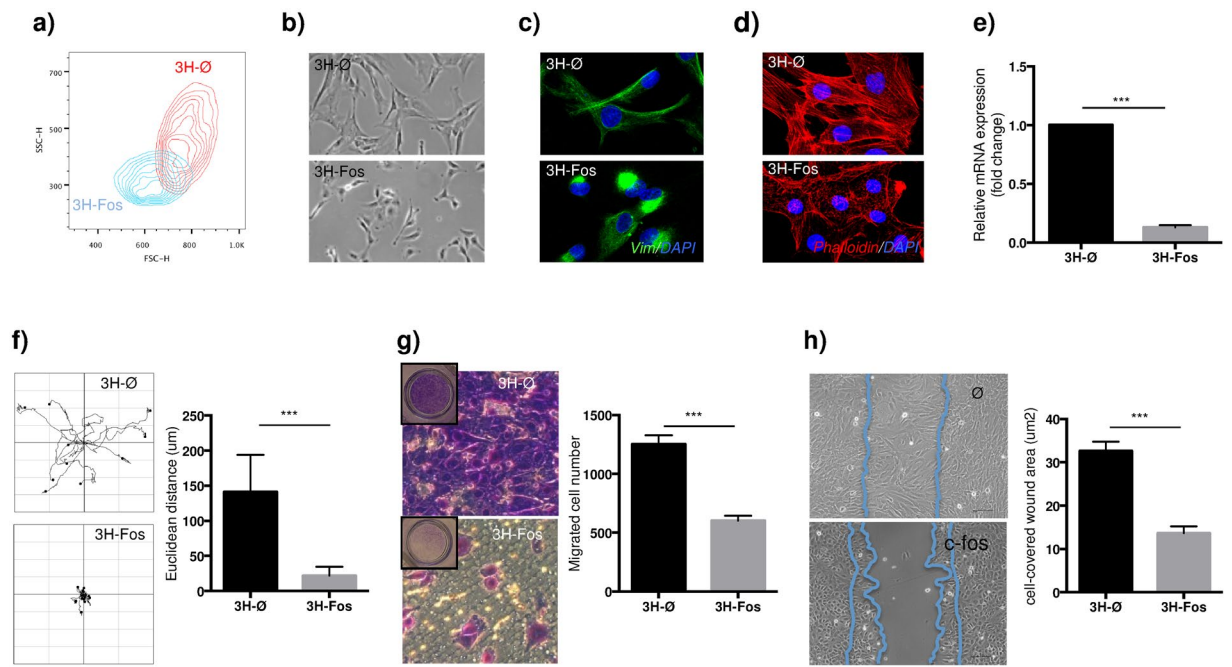 a)
700
500
300
SSC-H
400
600
800
1.0K
FSC-H
3H-Ø
3H-Fos
b)
3H-Ø
3H-Fos
c)
3H-Ø
3H-Fos
Vim/DAPI
d)
3H-Ø
3H-Fos
Phalloidin/DAPI
e)
Relative mRNA expression
(fold change)
1.5
1.0
0.5
0.0
***
3H-Ø
3H-Fos
f)
3H-Ø
3H-Fos
Euclidean distance (um)
250
200
150
100
50
0
***
3H-Ø
3H-Fos
g)
3H-Ø
3H-Fos
Migrated cell number
1500
1000
500
0
***
3H-Ø
3H-Fos
h)
Ø
c-fos
cell-covered wound area (um2)
40
30
20
10
0
***
3H-Ø
3H-Fos